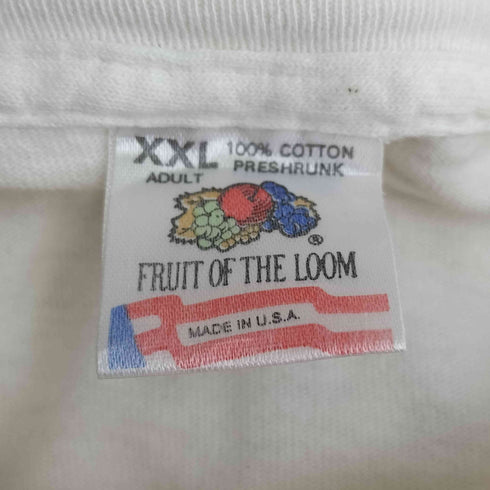 XXL 100% COTTON
ADULT PRESHRUNK
®
FRUIT OF THE LOOM
MADE IN U.S.A.